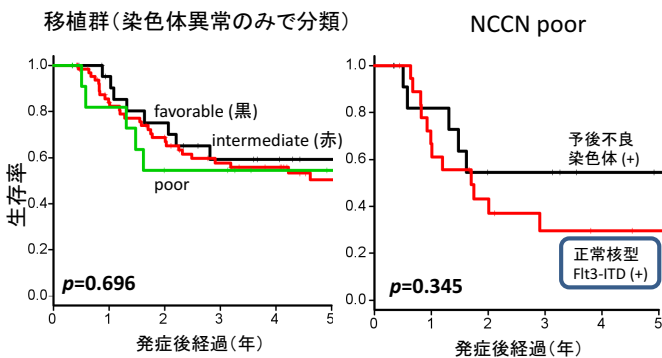 移植群(染色体異常のみで分類)
1.0
0.8
0.6
0.4
0.2
0.0
生存率
favorable (黒)
intermediate (赤)
poor
p=0.696
0 1 2 3 4 5
発症後経過(年)
NCCN poor
1.0
0.8
0.6
0.4
0.2
0.0
予後不良
染色体 (+)
正常核型
Flt3-ITD (+)
p=0.345
0 1 2 3 4 5
発症後経過(年)